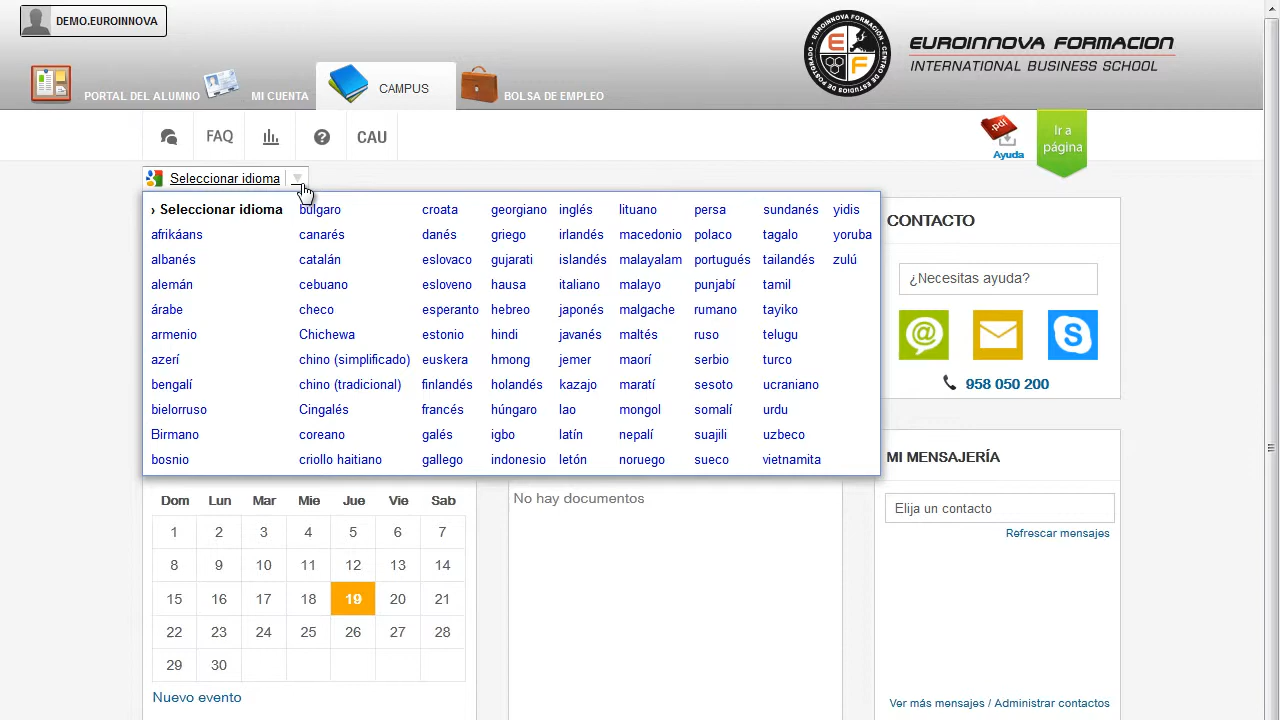 DEMO.EUROINNOVA
EUROINNOVA FORMACIÓN · CENTRO DE ESTUDIOS DE POSTGRADO ·
E
F
EUROINNOVA FORMACION
INTERNATIONAL BUSINESS SCHOOL
PORTAL DEL ALUMNO
MI CUENTA
CAMPUS
BOLSA DE EMPLEO
FAQ
?
CAU
.pdf
Ayuda
Ir a
página
Seleccionar idioma
› Seleccionar idioma bulgaro croata georgiano inglés lituano persa sundanés yidis
afrikáans canarés danés griego irlandés macedonio polaco tagalo yoruba
albanés catalán eslovaco gujarati islandés malayalam portugués tailandés zulú
alemán cebuano esloveno hausa italiano malayo punjabí tamil
árabe checo esperanto hebreo japonés malgache rumano tayiko
armenio Chichewa estonio hindi javanés maltés ruso telugu
azerí chino (simplificado) euskera hmong jemer maorí serbio turco
bengalí chino (tradicional) finlandés holandés kazajo maratí sesoto ucraniano
bielorruso Cingalés francés húngaro lao mongol somalí urdu
Birmano coreano galés igbo latín nepalí suajili uzbeco
bosnio criollo haitiano gallego indonesio letón noruego sueco vietnamita
CONTACTO
¿Necesitas ayuda?
@
S
958 050 200
MI MENSAJERÍA
Elija un contacto
Refrescar mensajes
Ver más mensajes / Administrar contactos
Dom Lun Mar Mie Jue Vie Sab
1 2 3 4 5 6 7
8 9 10 11 12 13 14
15 16 17 18 19 20 21
22 23 24 25 26 27 28
29 30
Nuevo evento
No hay documentos